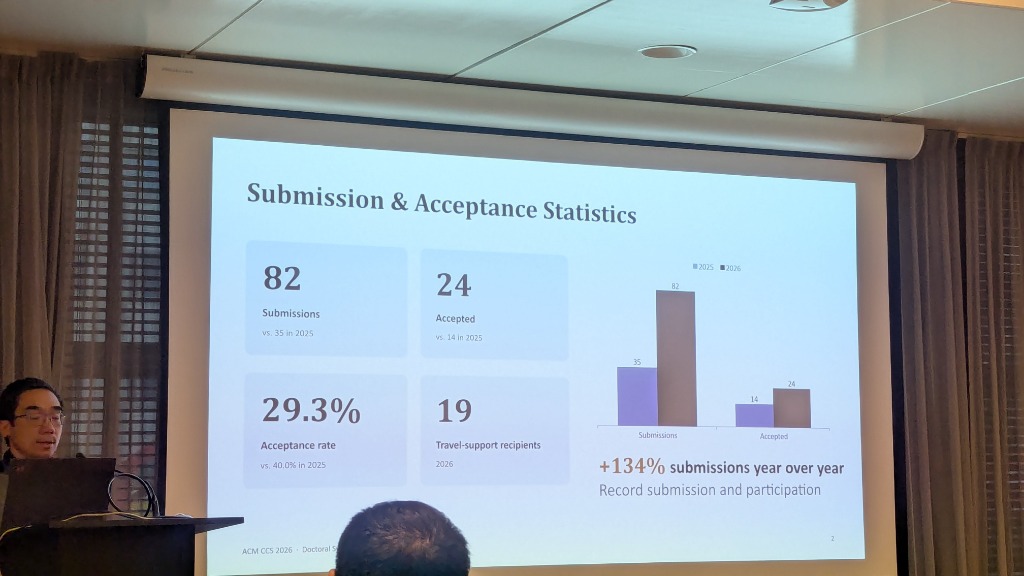 Submission & Acceptance Statistics
82
Submissions
vs. 35 in 2025
24
Accepted
vs. 14 in 2025
29.3%
Acceptance rate
vs. 40.0% in 2025
19
Travel-support recipients
2026
2025 2026
82
35
24
14
Submissions Accepted
+134% submissions year over year
Record submission and participation
ACM CCS 2026 - Doctoral
2